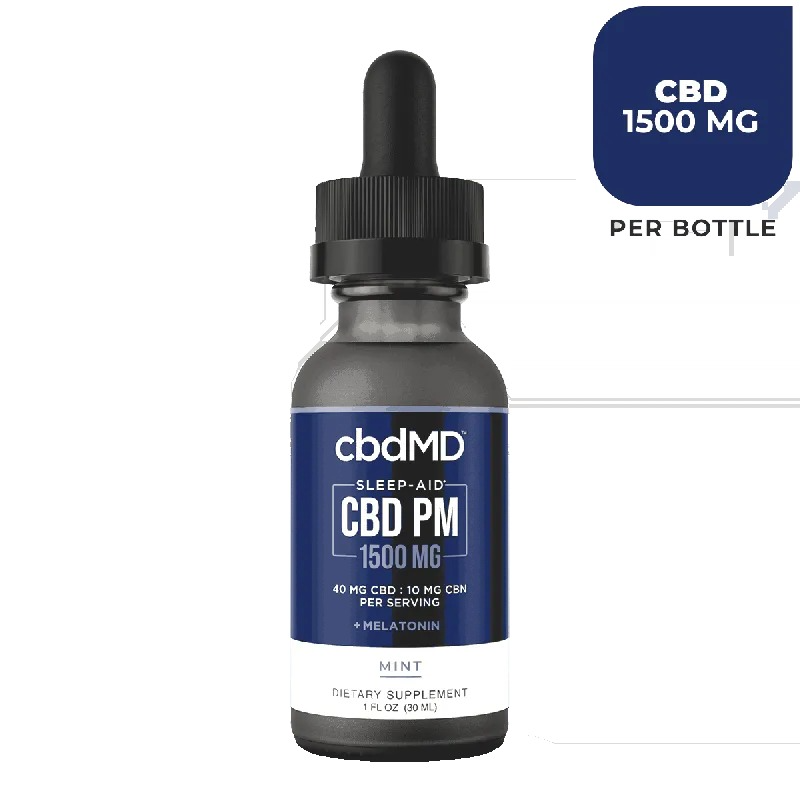 CBD
1500 MG
PER BOTTLE
cbdMD™
SLEEP-AID*
CBD PM
1500 MG
40 MG CBD : 10 MG CBN
PER SERVING
+ MELATONIN
MINT
DIETARY SUPPLEMENT
1 FL OZ (30 ML)